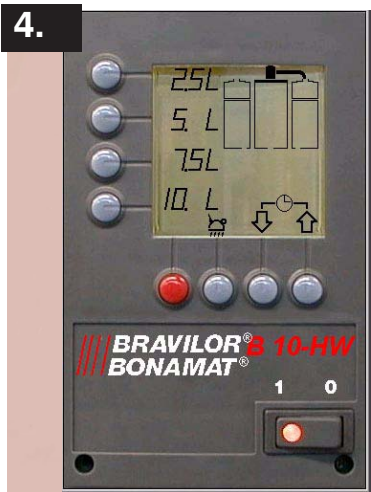 4.
2.5L
5. L
7.5L
10. L
BRAVILOR® B 10-HW
BONAMAT®
1 0